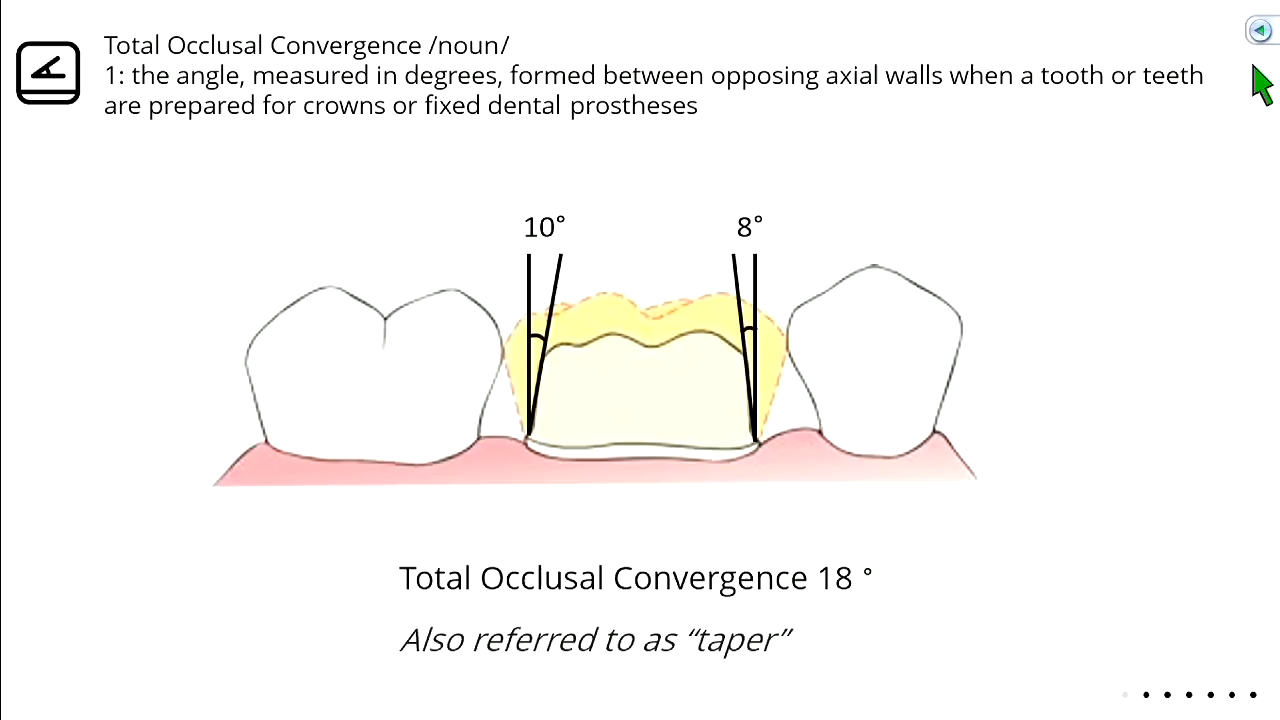 Total Occlusal Convergence /noun/
1: the angle, measured in degrees, formed between opposing axial walls when a tooth or teeth
are prepared for crowns or fixed dental prostheses
10° 8°
Total Occlusal Convergence 18 °
Also referred to as “taper”